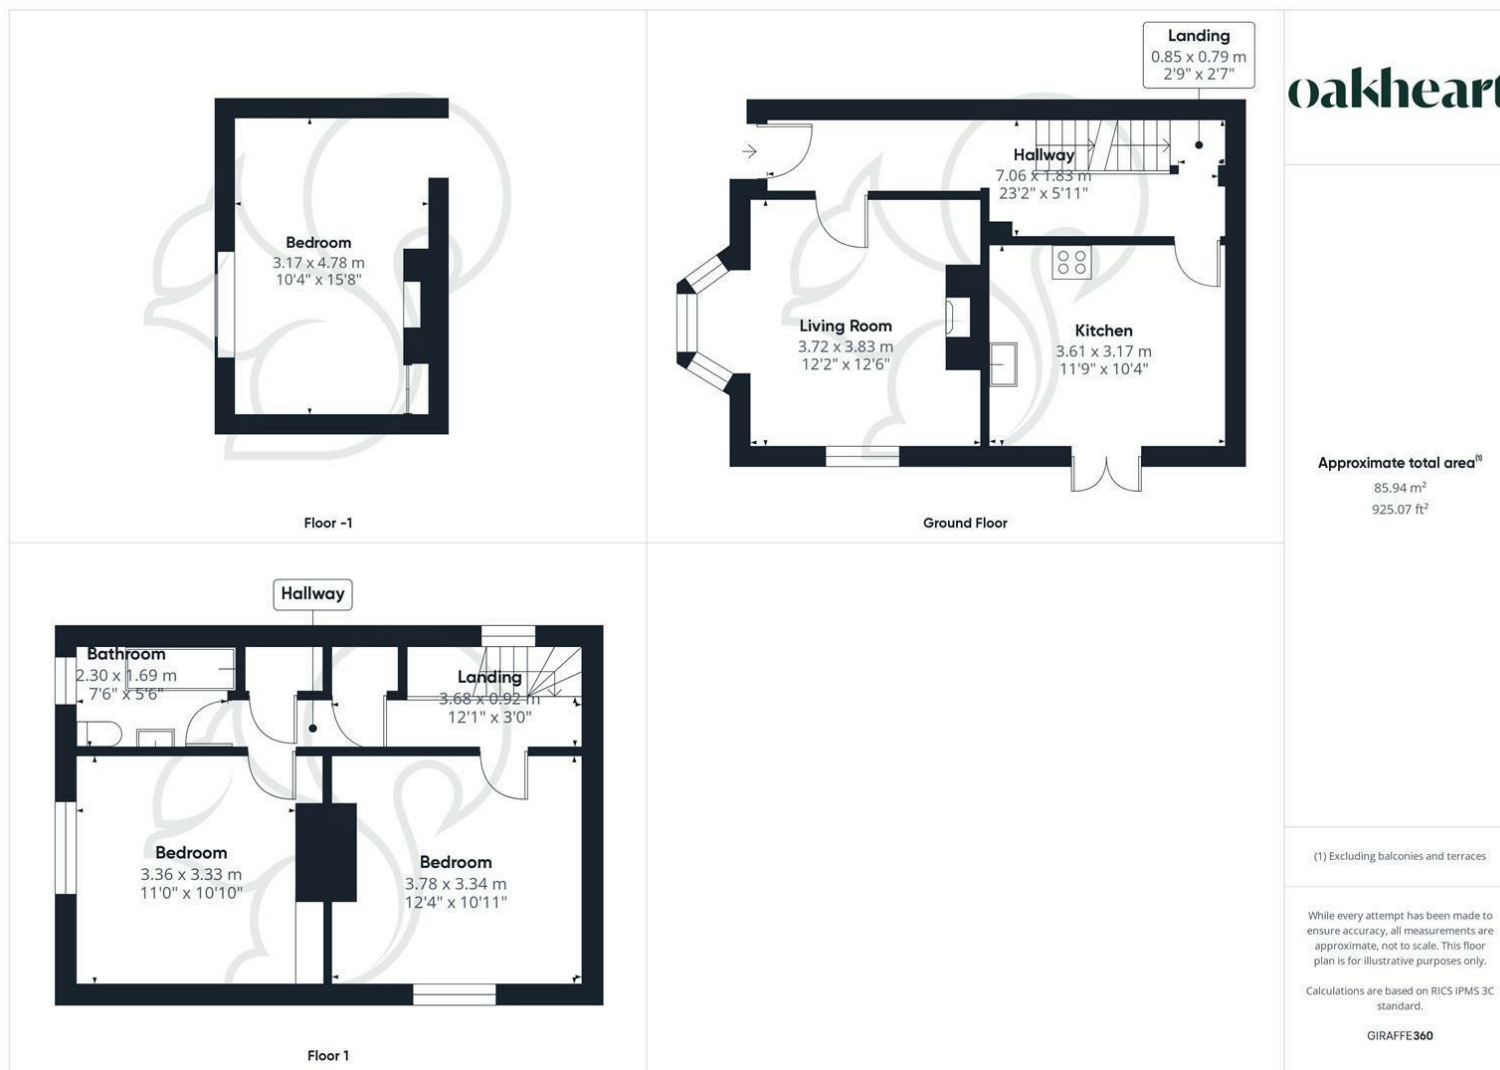 Bedroom
3.17 x 4.78 m
10'4" x 15'8"
Floor -1
Landing
0.85 x 0.79 m
2'9" x 2'7"
Hallway
7.06 x 1.83 m
23'2" x 5'11"
Living Room
3.72 x 3.83 m
12'2" x 12'6"
Kitchen
3.61 x 3.17 m
11'9" x 10'4"
Ground Floor
Hallway
Bathroom
2.30 x 1.69 m
7'6" x 5'6"
Landing
3.68 x 0.92 m
12'1" x 3'0"
Bedroom
3.36 x 3.33 m
11'0" x 10'10"
Bedroom
3.78 x 3.34 m
12'4" x 10'11"
Floor 1
oakheart
Approximate total area(1)
85.94 m²
925.07 ft²
(1) Excluding balconies and terraces
While every attempt has been made to
ensure accuracy, all measurements are
approximate, not to scale. This floor
plan is for illustrative purposes only.
Calculations are based on RICS IPMS 3C
standard.
GIRAFFE360